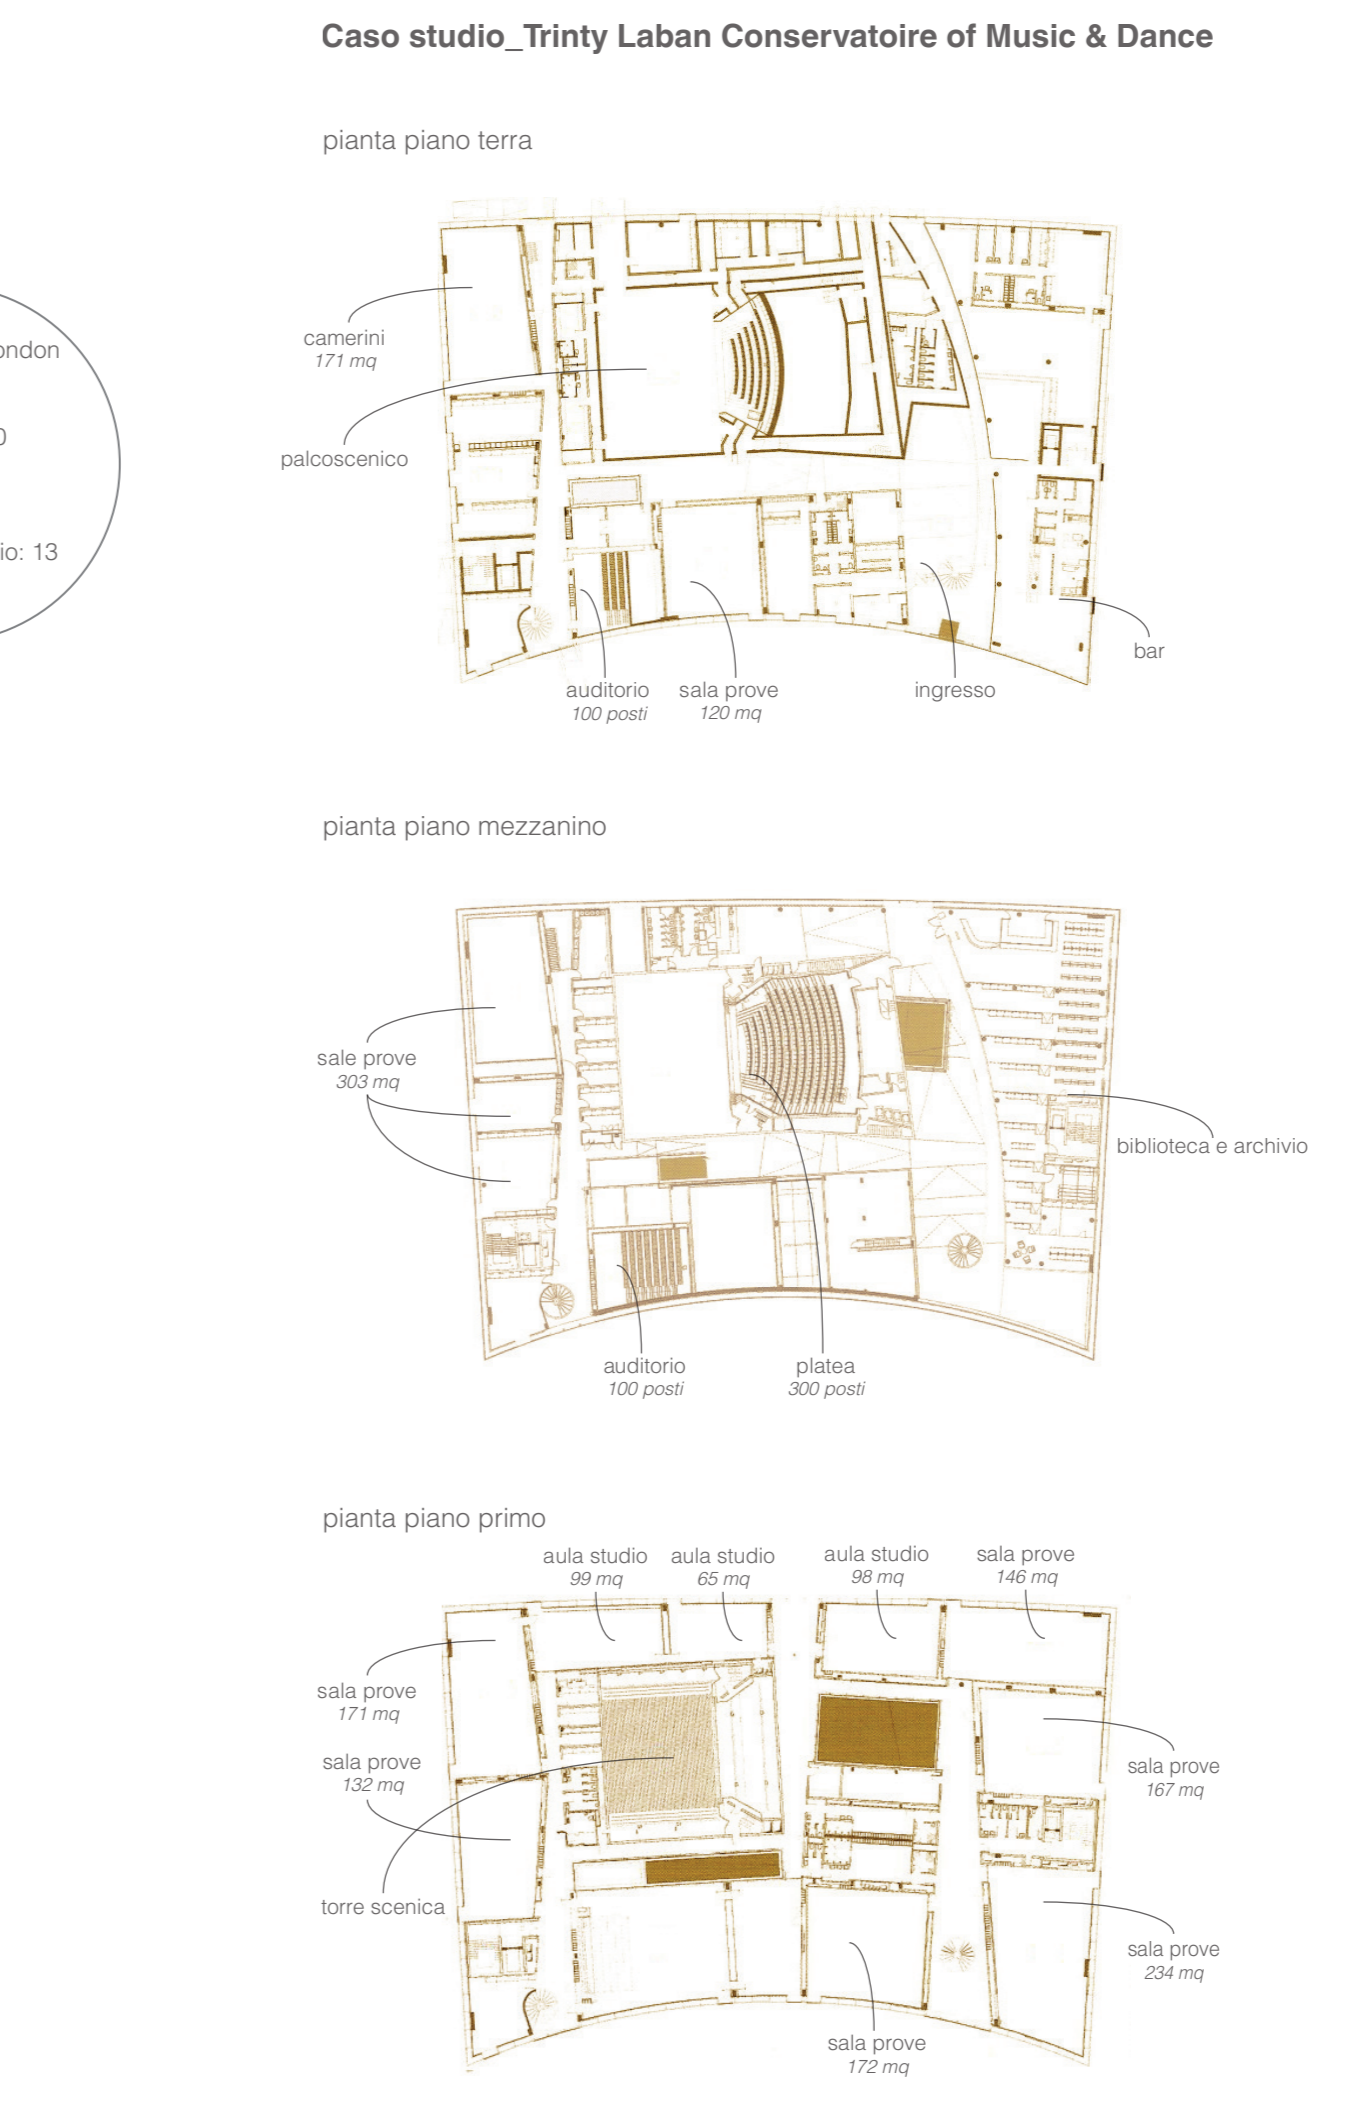 Caso studio_Trinty Laban Conservatoire of Music & Dance
pianta piano terra
camerini
171 mq
palcoscenico
auditorio
100 posti
sala prove
120 mq
ingresso
bar
pianta piano mezzanino
sale prove
303 mq
biblioteca e archivio
auditorio
100 posti
platea
300 posti
pianta piano primo
aula studio
99 mq
aula studio
65 mq
aula studio
98 mq
sala prove
146 mq
sala prove
171 mq
sala prove
132 mq
torre scenica
sala prove
167 mq
sala prove
234 mq
sala prove
172 mq
ondon
0
io: 13